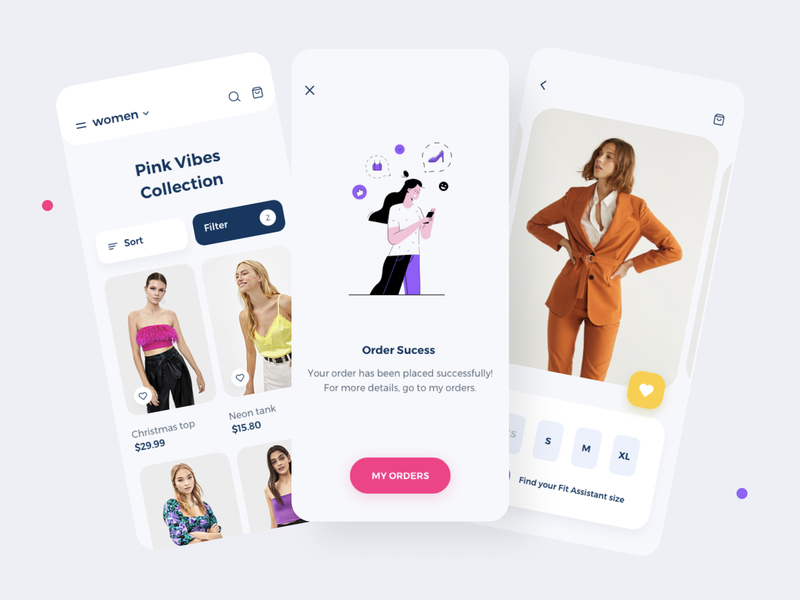 women
Pink Vibes
Collection
Sort
Filter
2
Christmas top
$29.99
Neon tank
$15.80
Order Sucess
Your order has been placed successfully!
For more details, go to my orders.
MY ORDERS
S
M
XL
Find your Fit Assistant size